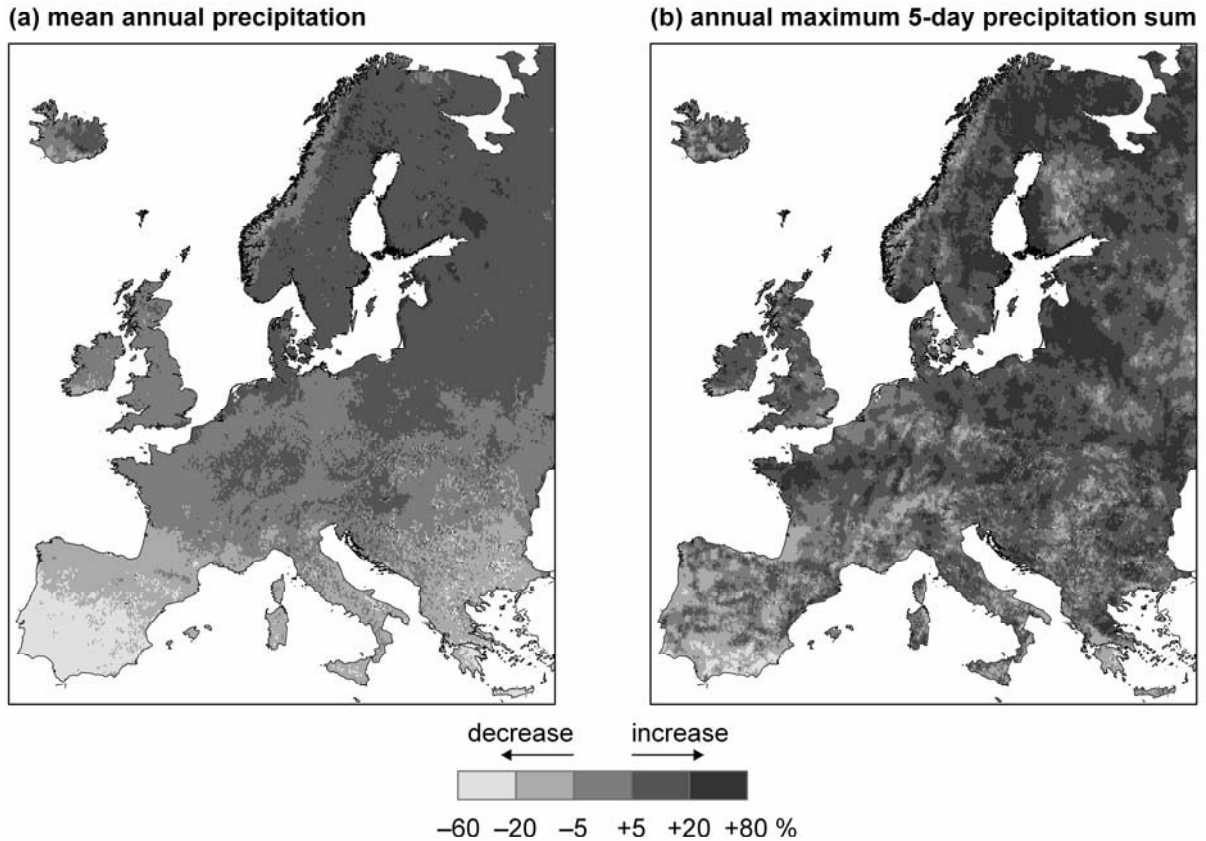 (a) mean annual precipitation
(b) annual maximum 5-day precipitation sum
decrease
increase
–60 –20 –5 +5 +20 +80 %